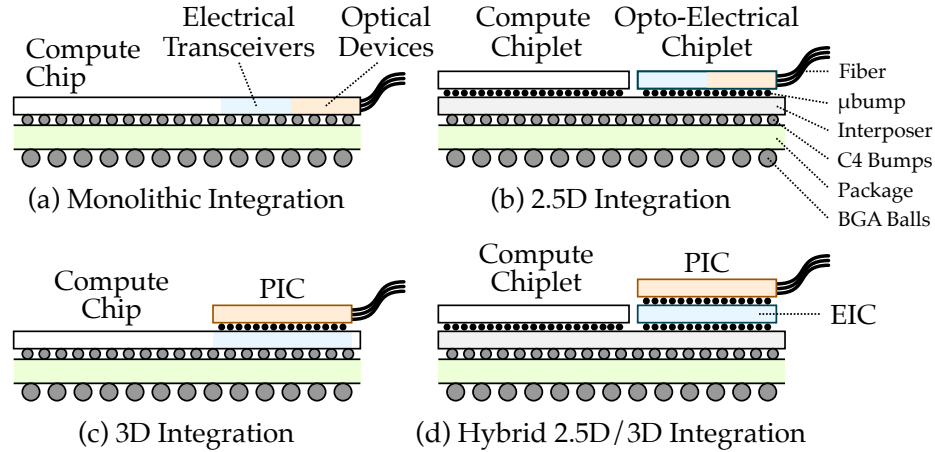 Electrical
Transceivers
Optical
Devices
Compute
Chip
Compute
Chiplet
Opto-Electrical
Chiplet
Fiber
μbump
Interposer
C4 Bumps
Package
BGA Balls
(a) Monolithic Integration
(b) 2.5D Integration
Compute
Chip
PIC
Compute
Chiplet
PIC
EIC
(c) 3D Integration
(d) Hybrid 2.5D/3D Integration